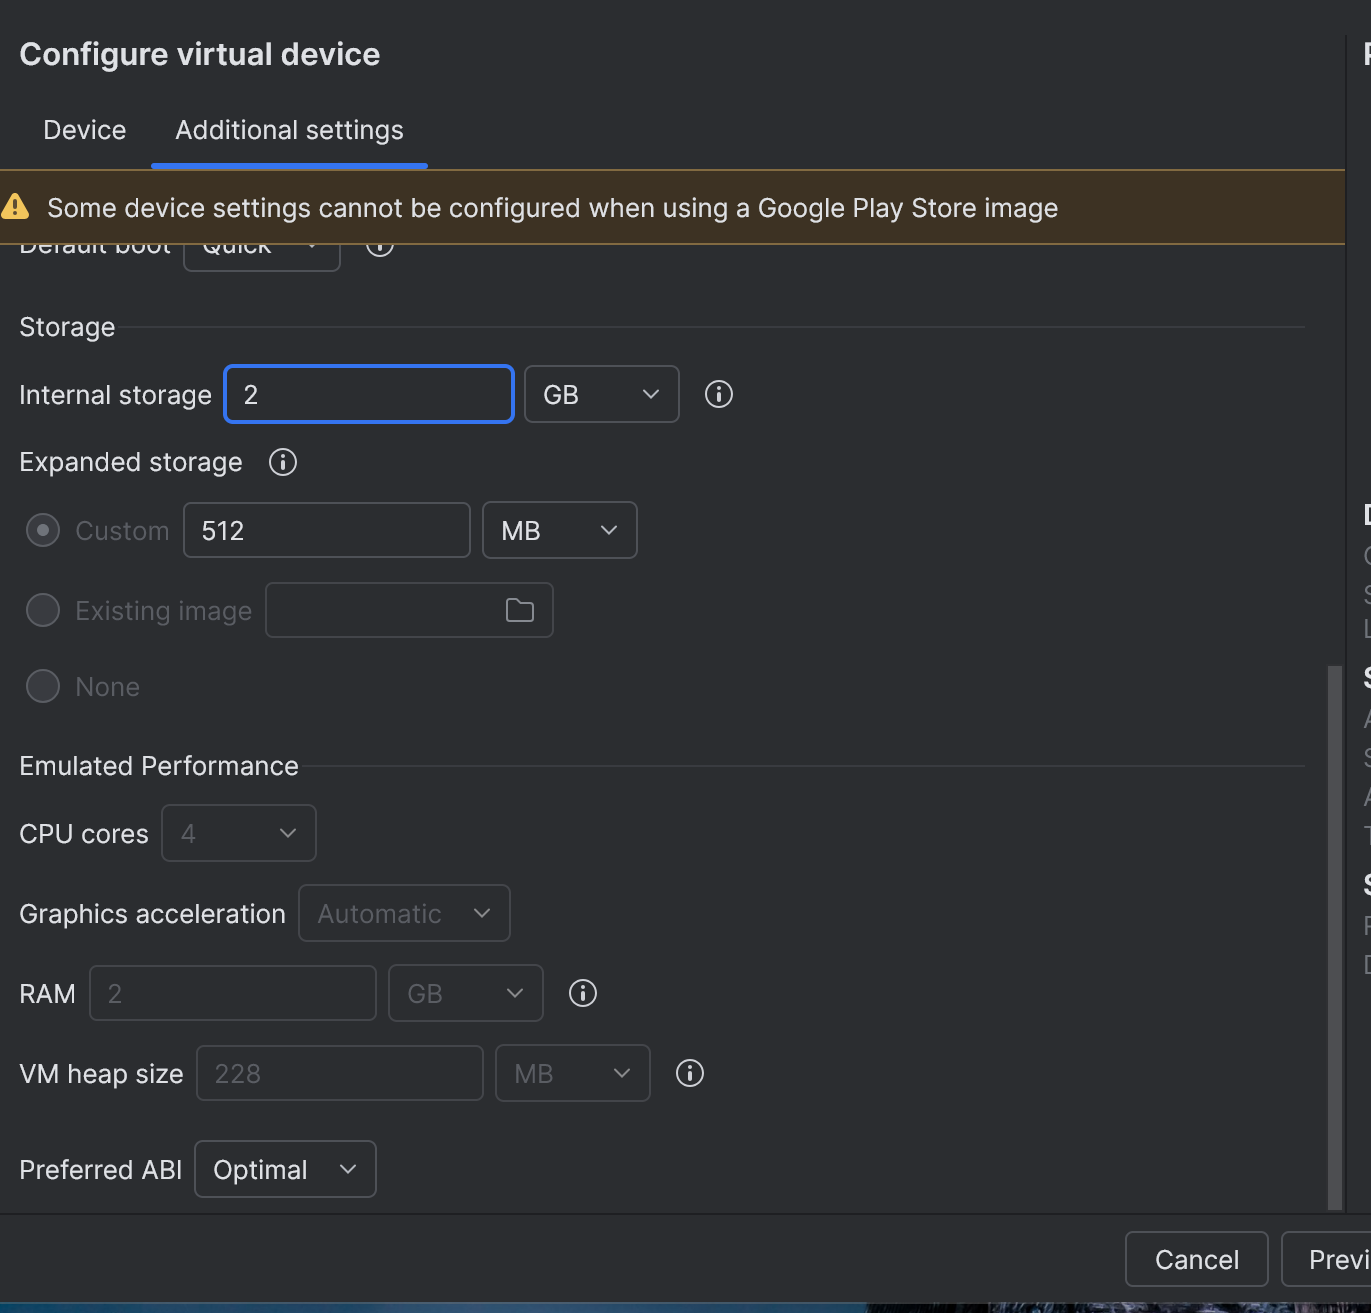 Configure virtual device
Device Additional settings
Some device settings cannot be configured when using a Google Play Store image
Default boot Quick
Storage
Internal storage 2 GB
Expanded storage
Custom 512 MB
Existing image
None
Emulated Performance
CPU cores 4
Graphics acceleration Automatic
RAM 2 GB
VM heap size 228 MB
Preferred ABI Optimal
Cancel Previ